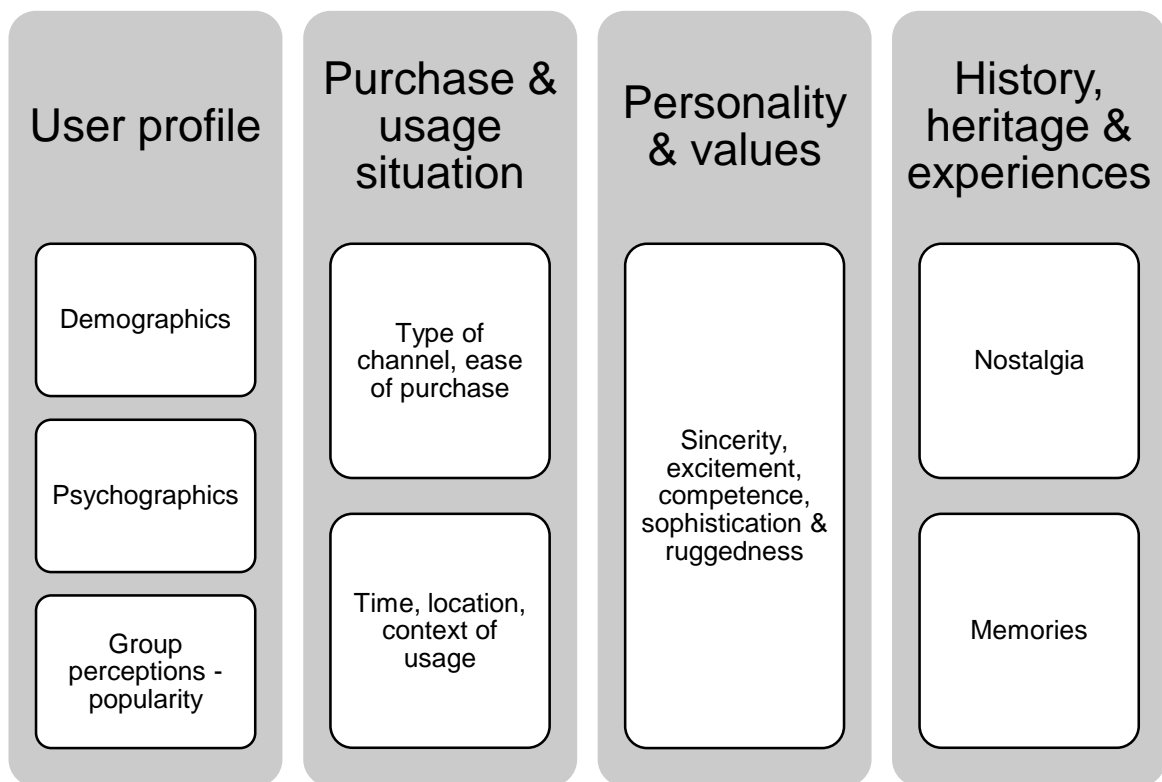 User profile
Demographics
Psychographics
Group
perceptions -
popularity
Purchase &
usage
situation
Type of
channel, ease
of purchase
Time, location,
context of
usage
Personality
& values
Sincerity,
excitement,
competence,
sophistication &
ruggedness
History,
heritage &
experiences
Nostalgia
Memories